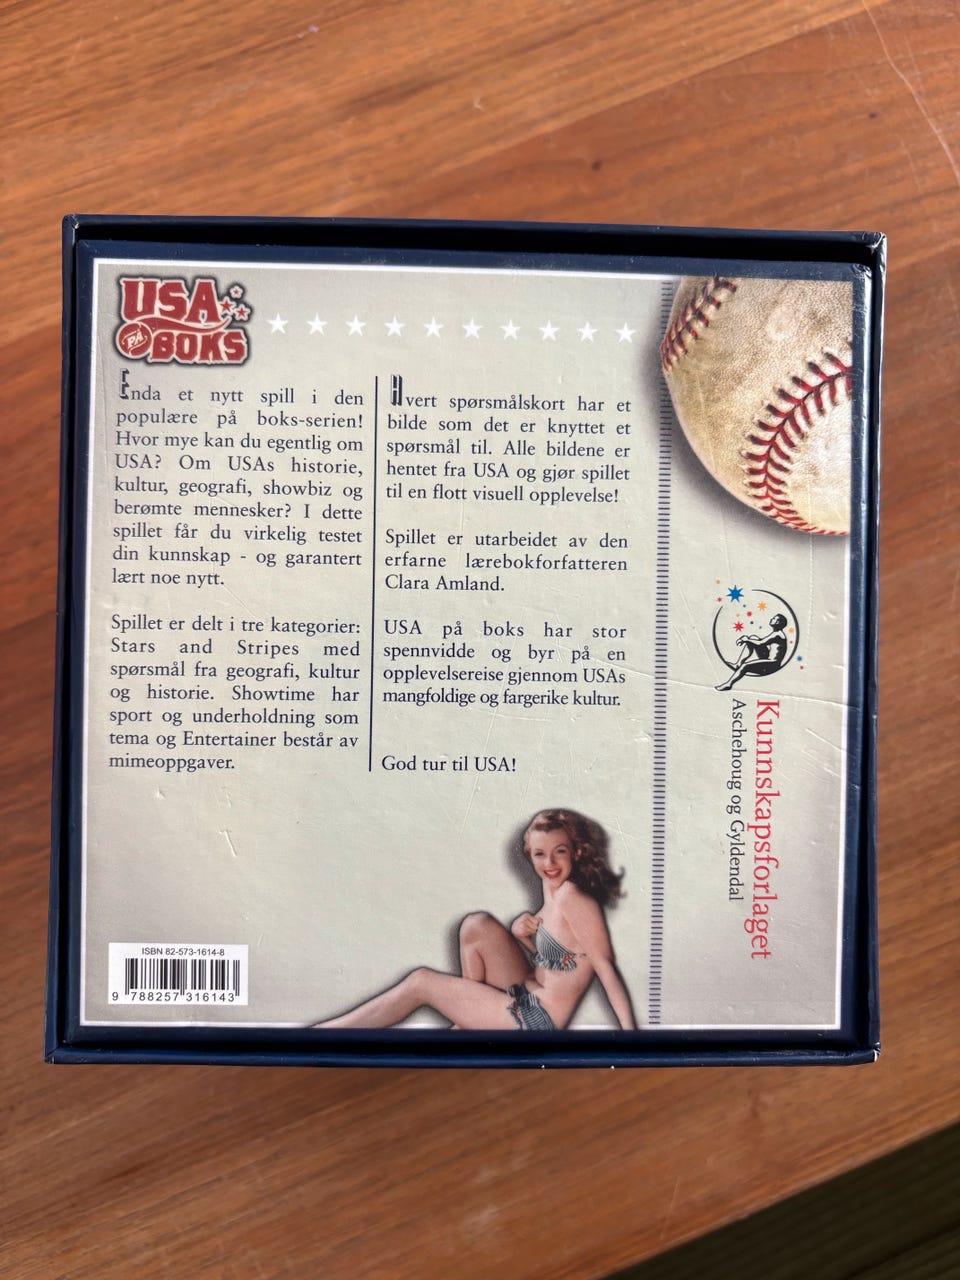 USA
PÅ
BOKS
Enda et nytt spill i den
populære på boks-serien!
Hvor mye kan du egentlig om
USA? Om USAs historie,
kultur, geografi, showbiz og
berømte mennesker? I dette
spillet får du virkelig testet
din kunnskap - og garantert
lært noe nytt.
Spillet er delt i tre kategorier:
Stars and Stripes med
spørsmål fra geografi, kultur
og historie. Showtime har
sport og underholdning som
tema og Entertainer består av
mimeoppgaver.
Hvert spørsmålskort har et
bilde som det er knyttet et
spørsmål til. Alle bildene er
hentet fra USA og gjør spillet
til en flott visuell opplevelse!
Spillet er utarbeidet av den
erfarne lærebokforfatteren
Clara Amland.
USA på boks har stor
spennvidde og byr på en
opplevelsereise gjennom USAs
mangfoldige og fargerike kultur.
God tur til USA!
Kunnskapsforlaget
Aschehoug og Gyldendal
ISBN 82-573-1614-8
9 788257 316143